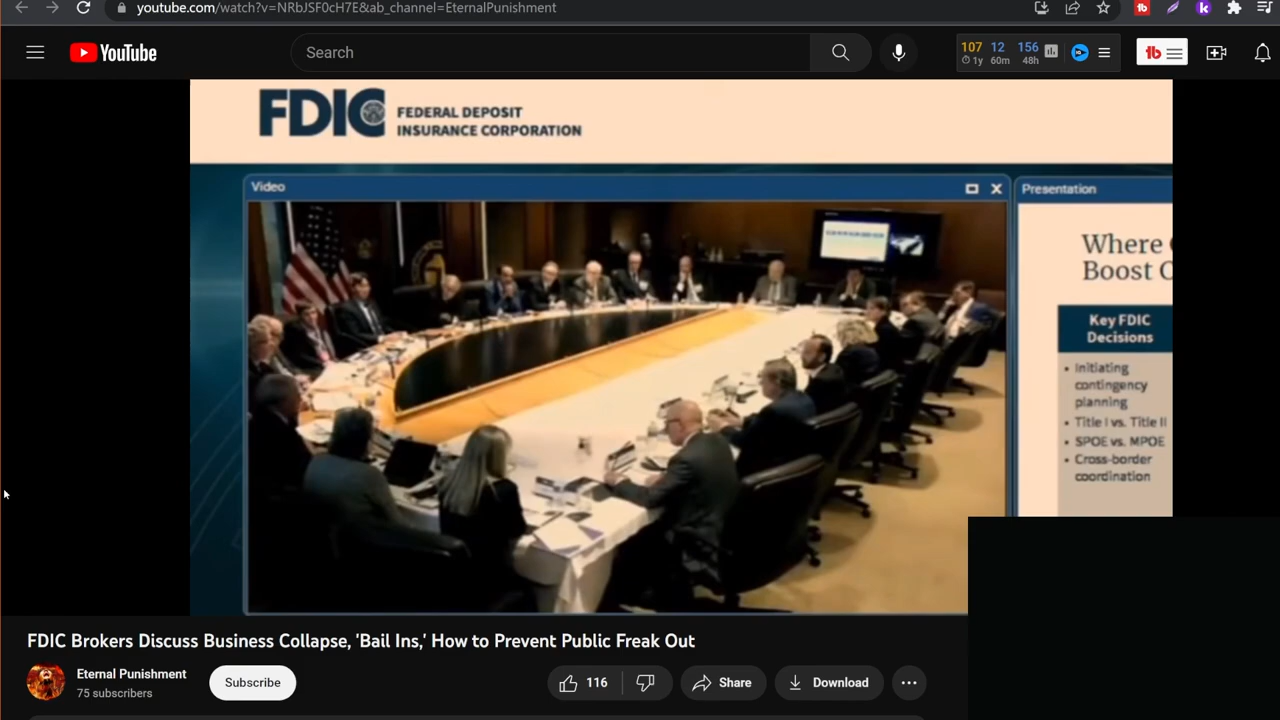 youtube.com/watch?v=NRbJSF0cH7E&ab_channel=EternalPunishment
YouTube
Search
107 12 156
1y 60m 48h
FDIC
FEDERAL DEPOSIT
INSURANCE CORPORATION
Video
Presentation
Where
Boost
Key FDIC
Decisions
• Initiating
contingency
planning
• Title I vs. Title II
• SPOE vs. MPOE
• Cross-border
coordination
FDIC Brokers Discuss Business Collapse, 'Bail Ins,' How to Prevent Public Freak Out
Eternal Punishment
75 subscribers
Subscribe
116
Share
Download